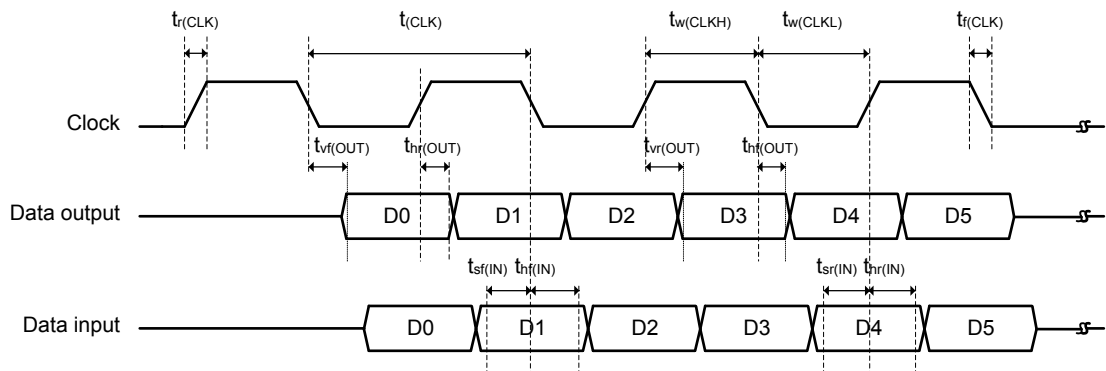 tr(CLK) t(CLK) tw(CLKH) tw(CLKL) tf(CLK)
Clock
tvf(OUT) thr(OUT) tvr(OUT) thf(OUT)
Data output D0 D1 D2 D3 D4 D5
tsf(IN) thf(IN) tsr(IN) thr(IN)
Data input D0 D1 D2 D3 D4 D5